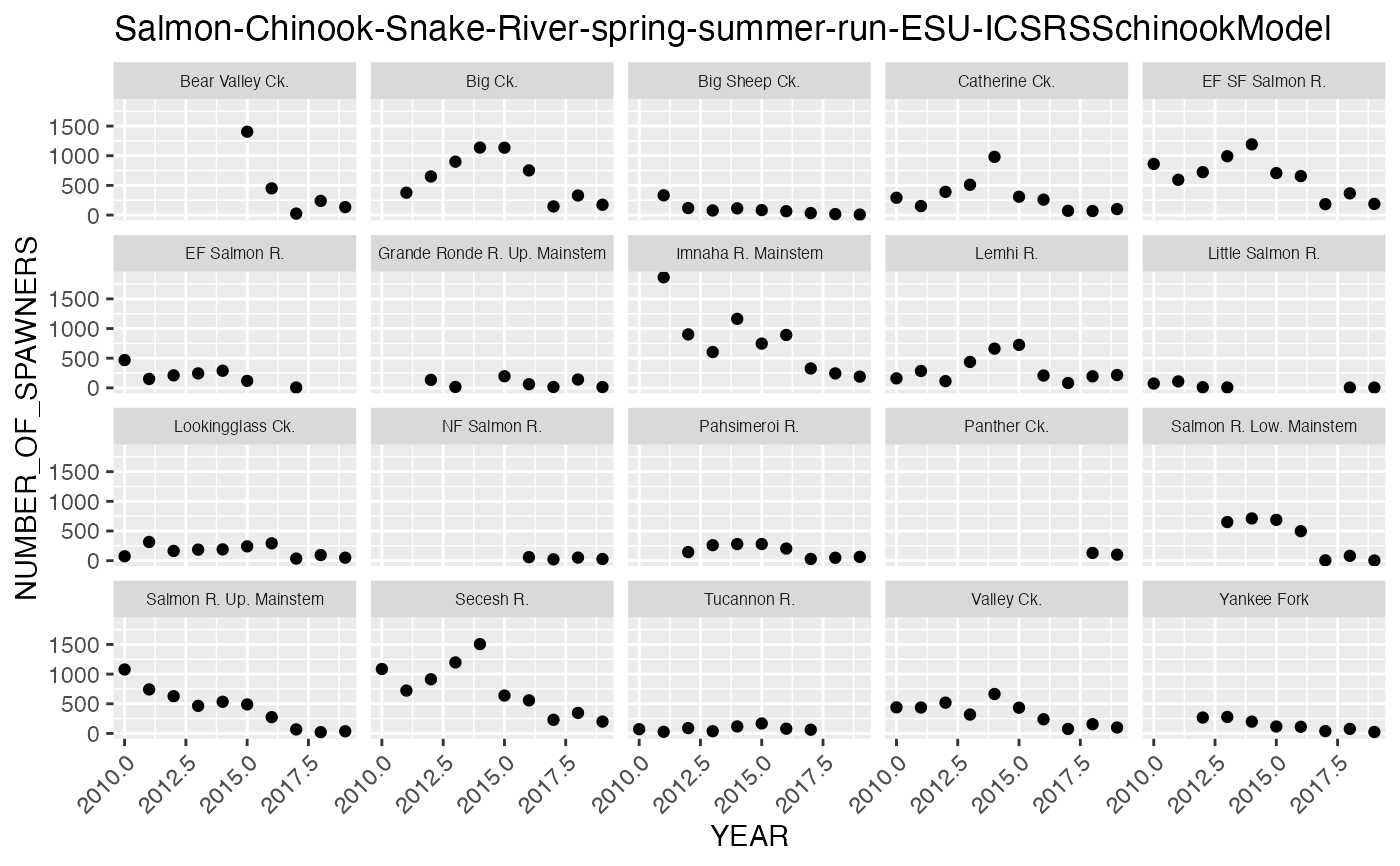 Salmon-Chinook-Snake-River-spring-summer-run-ESU-ICSRSSchinookModel
Bear Valley Ck. Big Ck. Big Sheep Ck. Catherine Ck. EF SF Salmon R.
1500
1000
500
0
EF Salmon R. Grande Ronde R. Up. Mainstem Imnaha R. Mainstem Lemhi R. Little Salmon R.
1500
1000
500
0
Lookingglass Ck. NF Salmon R. Pahsimeroi R. Panther Ck. Salmon R. Low. Mainstem
1500
1000
500
0
Salmon R. Up. Mainstem Secesh R. Tucannon R. Valley Ck. Yankee Fork
1500
1000
500
0
NUMBER_OF_SPAWNERS
2010.0 2012.5 2015.0 2017.5 2010.0 2012.5 2015.0 2017.5 2010.0 2012.5 2015.0 2017.5 2010.0 2012.5 2015.0 2017.5 2010.0 2012.5 2015.0 2017.5
YEAR